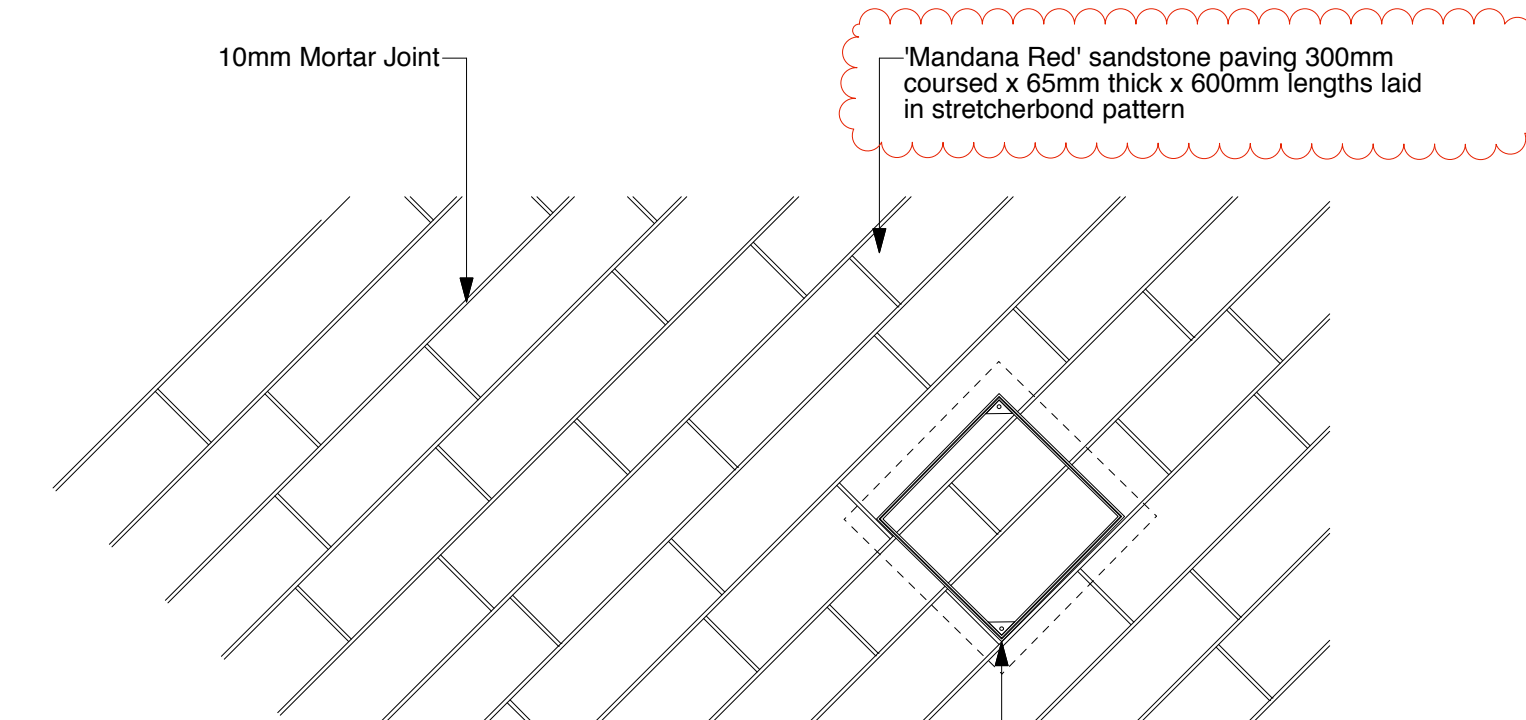 10mm Mortar Joint
'Mandana Red' sandstone paving 300mm
coursed x 65mm thick x 600mm lengths laid
in stretcherbond pattern